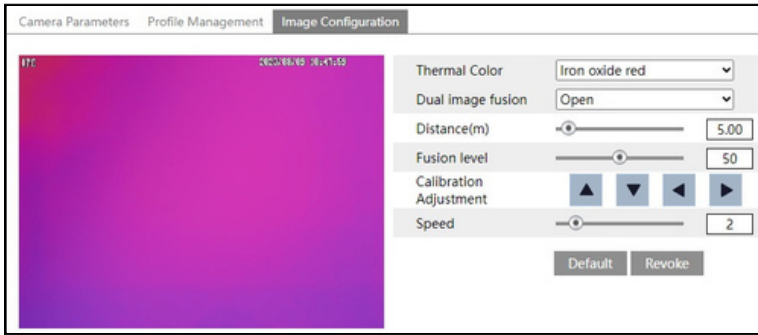 Camera Parameters Profile Management Image Configuration
Thermal Color Iron oxide red
Dual image fusion Open
Distance(m) 5.00
Fusion level 50
Calibration
Adjustment
Speed 2
Default Revoke